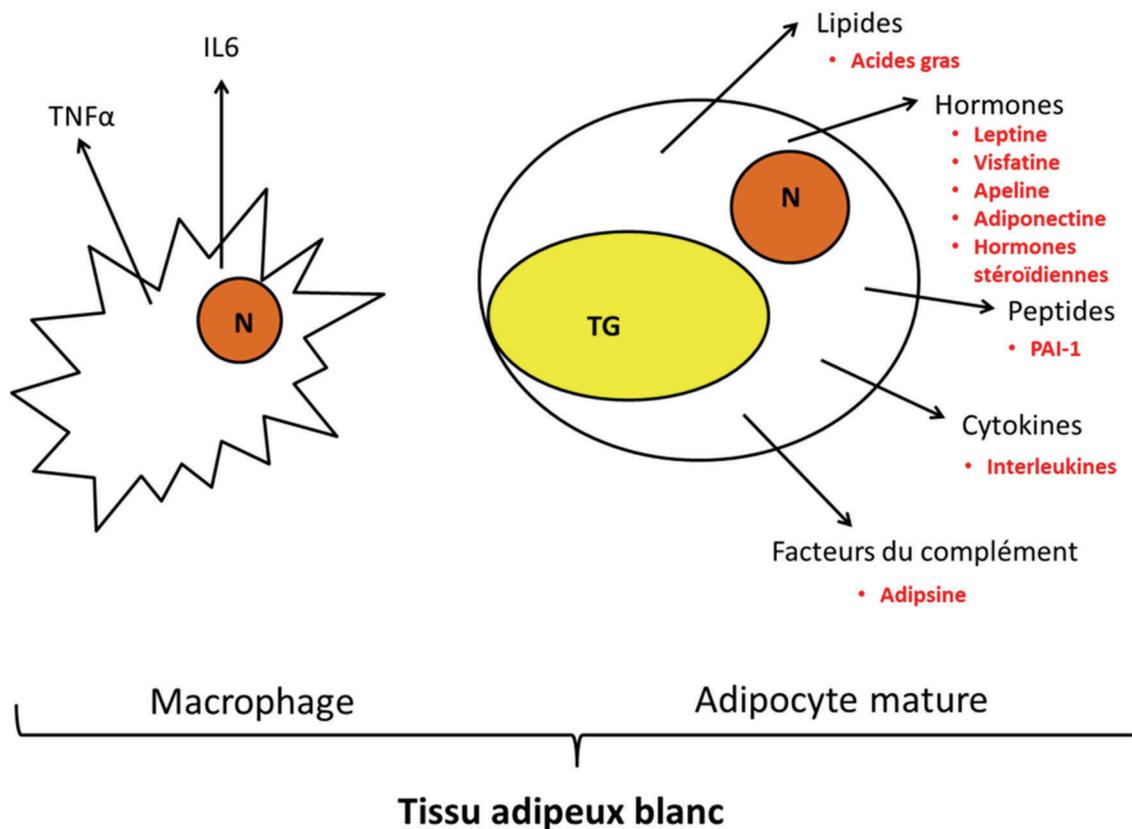 IL6
TNFα
N
Lipides
• Acides gras
Hormones
• Leptine
• Visfatine
• Apeline
• Adiponectine
• Hormones
stéroïdiennes
N
TG
Peptides
• PAI-1
Cytokines
• Interleukines
Facteurs du complément
• Adipsine
Macrophage
Adipocyte mature
Tissu adipeux blanc